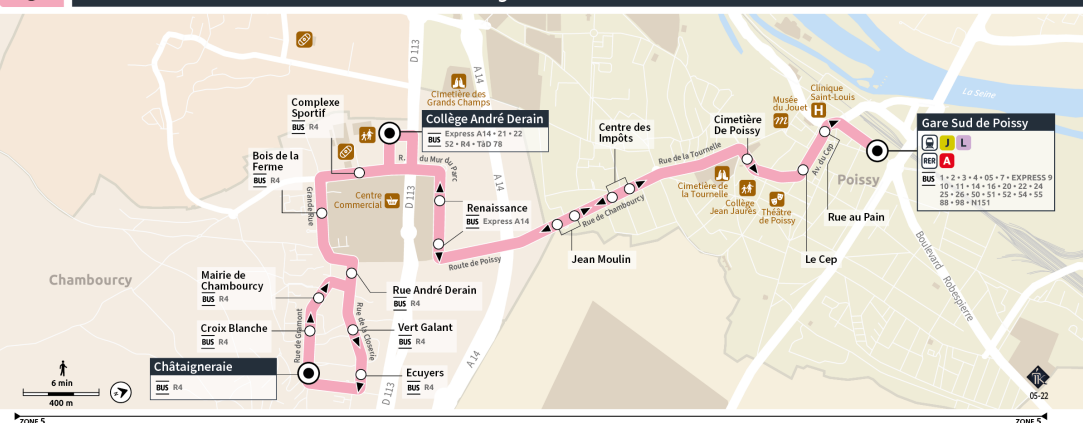 D 113
A 14
Cimetière des
Grands Champs
Complexe
Sportif
BUS R4
Collège André Derain
BUS Express A14 • 21 • 22
52 • R4 • TàD 78
Bois de la
Ferme
BUS R4
R. du Mur du Parc
Grande Rue
Centre
Commercial
D 113
A 14
Renaissance
BUS Express A14
Route de Poissy
Centre des
Impôts
Rue de Chambourcy
Jean Moulin
Rue de la Tournelle
Cimetière
De Poissy
Cimetière de
la Tournelle
Collège
Jean Jaurès
Théâtre
de Poissy
Musée
du Jouet
m
Clinique
Saint-Louis
H
La Seine
Av. du Cep
Poissy
Rue au Pain
Le Cep
Gare Sud de Poissy
J L
RER A
BUS 1 • 2 • 3 • 4 • 05 • 7 • EXPRESS 9
10 • 11 • 14 • 16 • 20 • 22 • 24
25 • 26 • 50 • 51 • 52 • 54 • 55
88 • 98 • N151
Boulevard Robespierre
Chambourcy
Mairie de
Chambourcy
BUS R4
Rue André Derain
BUS R4
Croix Blanche
BUS R4
Rue de Gramont
Rue de la Closerie
Vert Galant
BUS R4
Châtaigneraie
BUS R4
Ecuyers
BUS R4
D 113
A 14
6 min
400 m
05-22
ZONE 5
ZONE 5